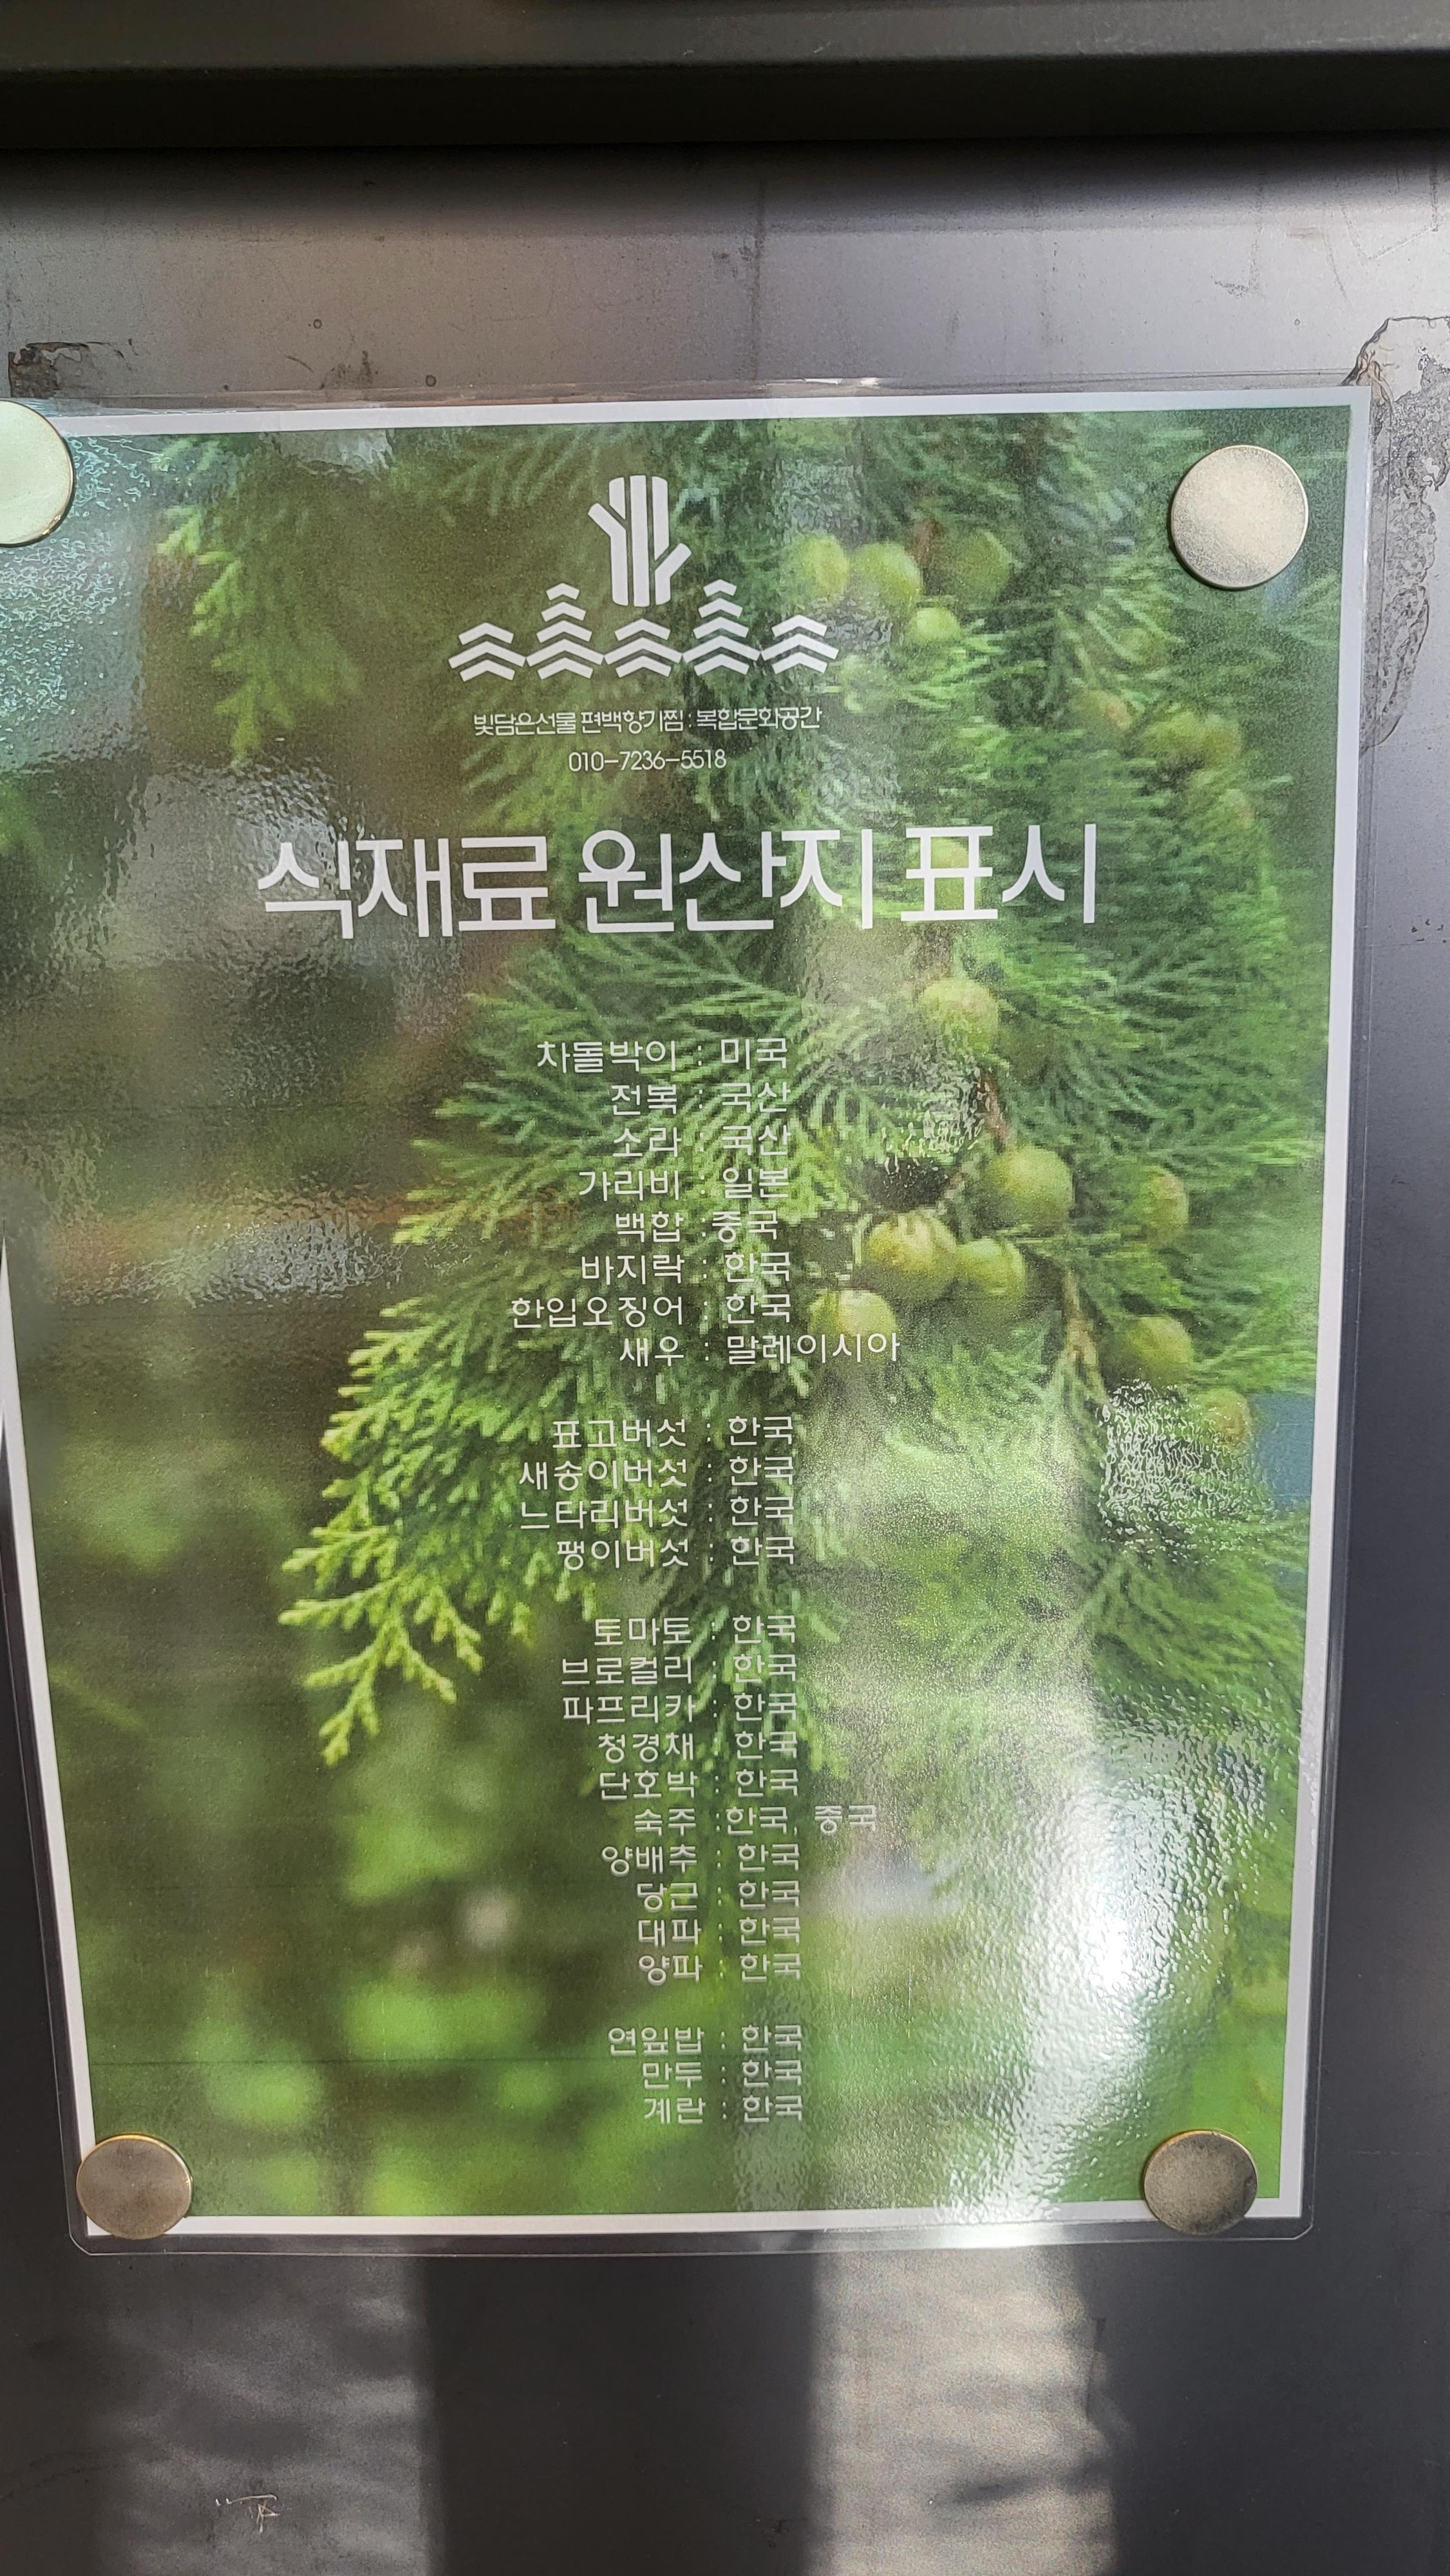 빛담은선물 편백향기찜 : 복합문화공간
010-7236-5518
식재료 원산지 표시
차돌박이 : 미국
전복 : 국산
소라 : 국산
가리비 : 일본
백합 :중국
바지락 : 한국
한입오징어 : 한국
새우 : 말레이시아
표고버섯 : 한국
새송이버섯 : 한국
느타리버섯 : 한국
팽이버섯 : 한국
토마토 : 한국
브로컬리 : 한국
파프리카 : 한국
청경채 : 한국
단호박 : 한국
숙주 :한국, 중국
양배추 : 한국
당근 : 한국
대파 : 한국
양파 : 한국
연잎밥 : 한국
만두 : 한국
계란 : 한국